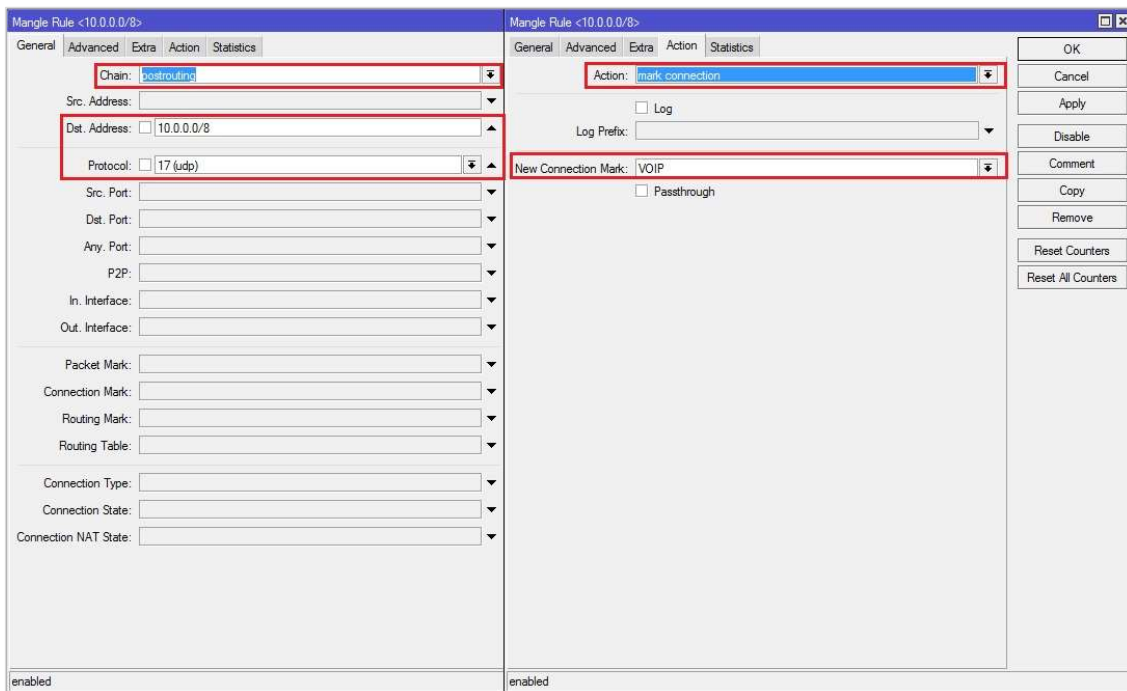 Mangle Rule <10.0.0.0/8>
General Advanced Extra Action Statistics
Chain: postrouting
Src. Address:
Dst. Address: 10.0.0.0/8
Protocol: 17 (udp)
Src. Port:
Dst. Port:
Any. Port:
P2P:
In. Interface:
Out. Interface:
Packet Mark:
Connection Mark:
Routing Mark:
Routing Table:
Connection Type:
Connection State:
Connection NAT State:
enabled
Mangle Rule <10.0.0.0/8>
General Advanced Extra Action Statistics
Action: mark connection
Log
Log Prefix:
New Connection Mark: VOIP
Passthrough
enabled
OK
Cancel
Apply
Disable
Comment
Copy
Remove
Reset Counters
Reset All Counters